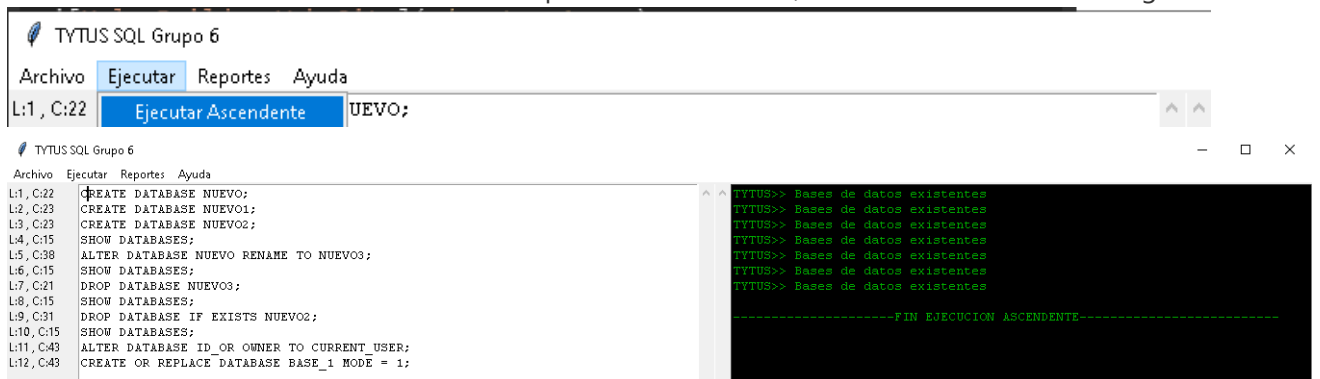 TYTUS SQL Grupo 6
Archivo Ejecutar Reportes Ayuda
L:1 , C:22 Ejecutar Ascendente UEVO;
TYTUS SQL Grupo 6
Archivo Ejecutar Reportes Ayuda
L:1 , C:22 CREATE DATABASE NUEVO; TYTUS>> Bases de datos existentes
L:2 , C:23 CREATE DATABASE NUEVO1; TYTUS>> Bases de datos existentes
L:3 , C:23 CREATE DATABASE NUEVO2; TYTUS>> Bases de datos existentes
L:4 , C:15 SHOW DATABASES; TYTUS>> Bases de datos existentes
L:5 , C:38 ALTER DATABASE NUEVO RENAME TO NUEVO3; TYTUS>> Bases de datos existentes
L:6 , C:15 SHOW DATABASES; TYTUS>> Bases de datos existentes
L:7 , C:21 DROP DATABASE NUEVO3; TYTUS>> Bases de datos existentes
L:8 , C:15 SHOW DATABASES;
L:9 , C:31 DROP DATABASE IF EXISTS NUEVO2; ---------------------FIN EJECUCION ASCENDENTE--------------------------
L:10 , C:15 SHOW DATABASES;
L:11 , C:43 ALTER DATABASE ID_OR OWNER TO CURRENT_USER;
L:12 , C:43 CREATE OR REPLACE DATABASE BASE_1 MODE = 1;